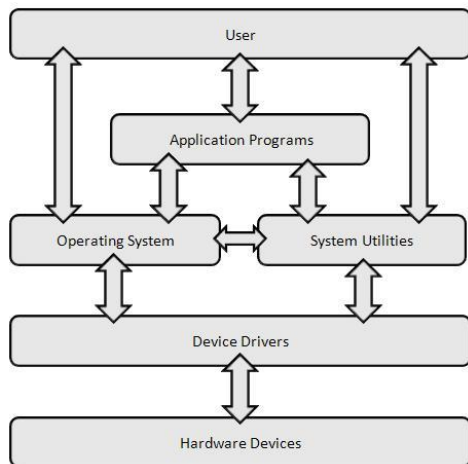 User
Application Programs
Operating System
System Utilities
Device Drivers
Hardware Devices